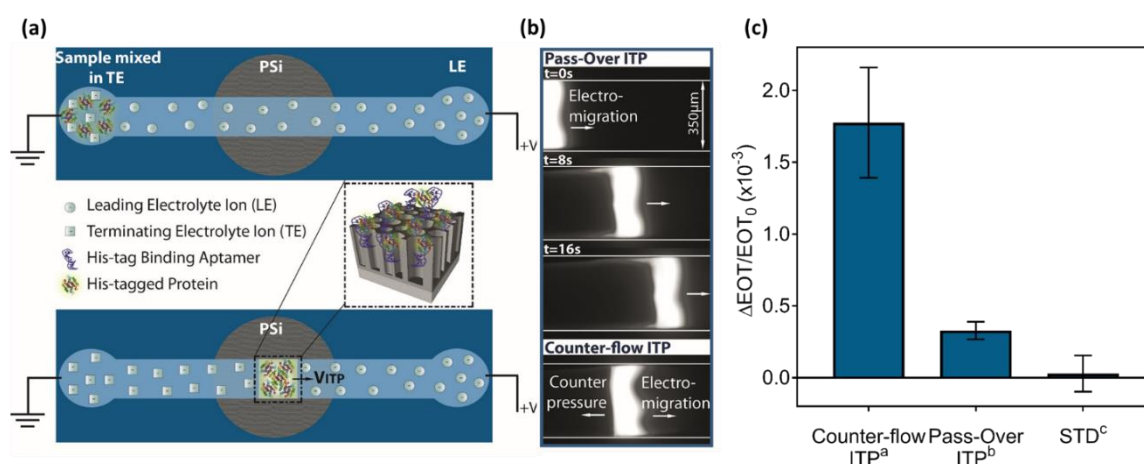 (a)
Sample mixed
in TE
PSi
LE
+V
Leading Electrolyte Ion (LE)
Terminating Electrolyte Ion (TE)
His-tag Binding Aptamer
His-tagged Protein
PSi
VITP
+V
(b)
Pass-Over ITP
t=0s
Electro-
migration
350µm
t=8s
t=16s
Counter-flow ITP
Counter
pressure
Electro-
migration
(c)
ΔEOT/EOT₀ (x10⁻³)
2.0
1.5
1.0
0.5
0.0
Counter-flow
ITPᵃ
Pass-Over
ITPᵇ
STDᶜ